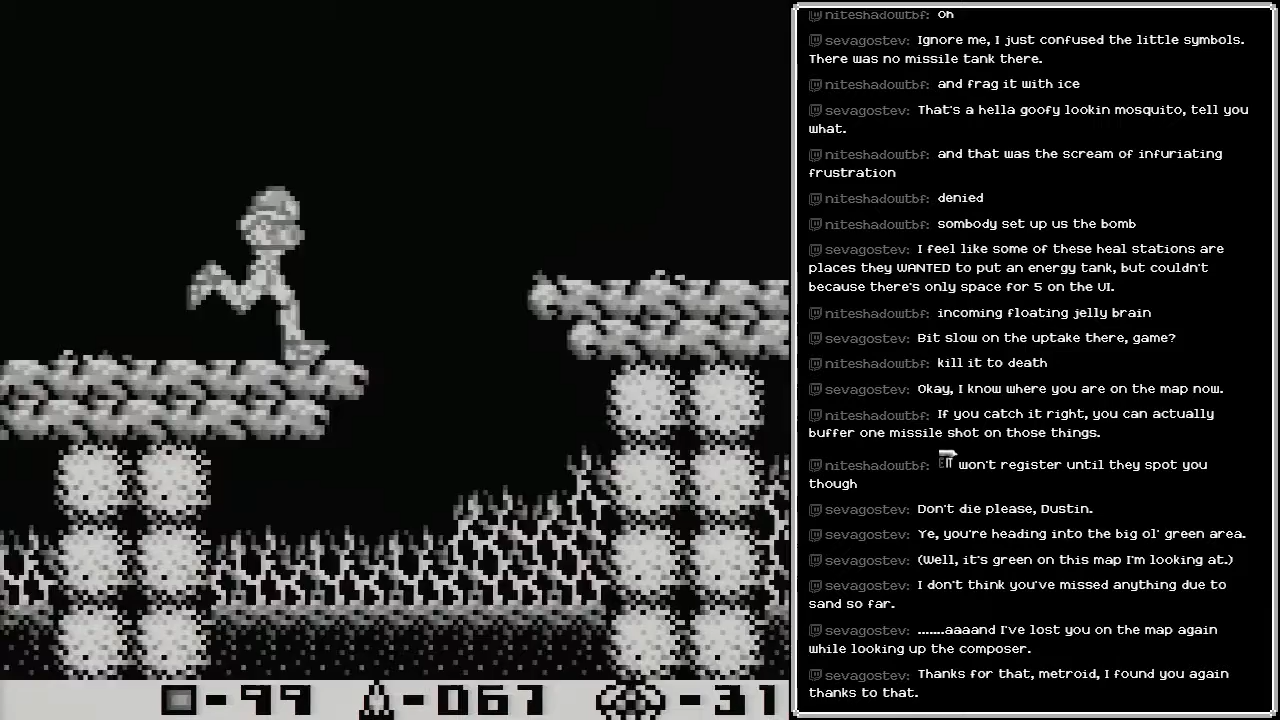 niteshadowtbf: Oh
sevagostev: Ignore me, I just confused the little symbols.
There was no missile tank there.
niteshadowtbf: and frag it with ice
sevagostev: That's a hella goofy lookin mosquito, tell you
what.
niteshadowtbf: and that was the scream of infuriating
frustration
niteshadowtbf: denied
niteshadowtbf: sombody set up us the bomb
sevagostev: I feel like some of these heal stations are
places they WANTED to put an energy tank, but couldn't
because there's only space for 5 on the UI.
niteshadowtbf: incoming floating jelly brain
sevagostev: Bit slow on the uptake there, game?
niteshadowtbf: kill it to death
sevagostev: Okay, I know where you are on the map now.
niteshadowtbf: If you catch it right, you can actually
buffer one missile shot on those things.
niteshadowtbf: won't register until they spot you
though
sevagostev: Don't die please, Dustin.
sevagostev: Ye, you're heading into the big ol' green area.
sevagostev: (Well, it's green on this map I'm looking at.)
sevagostev: I don't think you've missed anything due to
sand so far.
sevagostev: .......aaaand I've lost you on the map again
while looking up the composer.
sevagostev: Thanks for that, metroid, I found you again
thanks to that.
-99 -067 -31